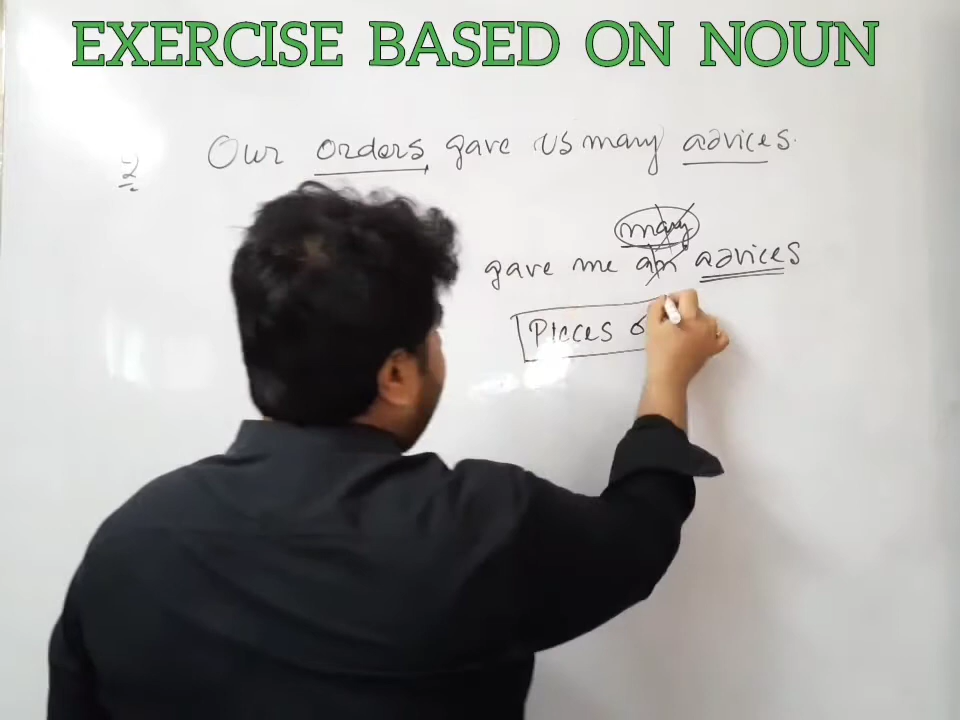 EXERCISE BASED ON NOUN
2 Our orders gave us many advices.
many
gave me an advices
Pieces